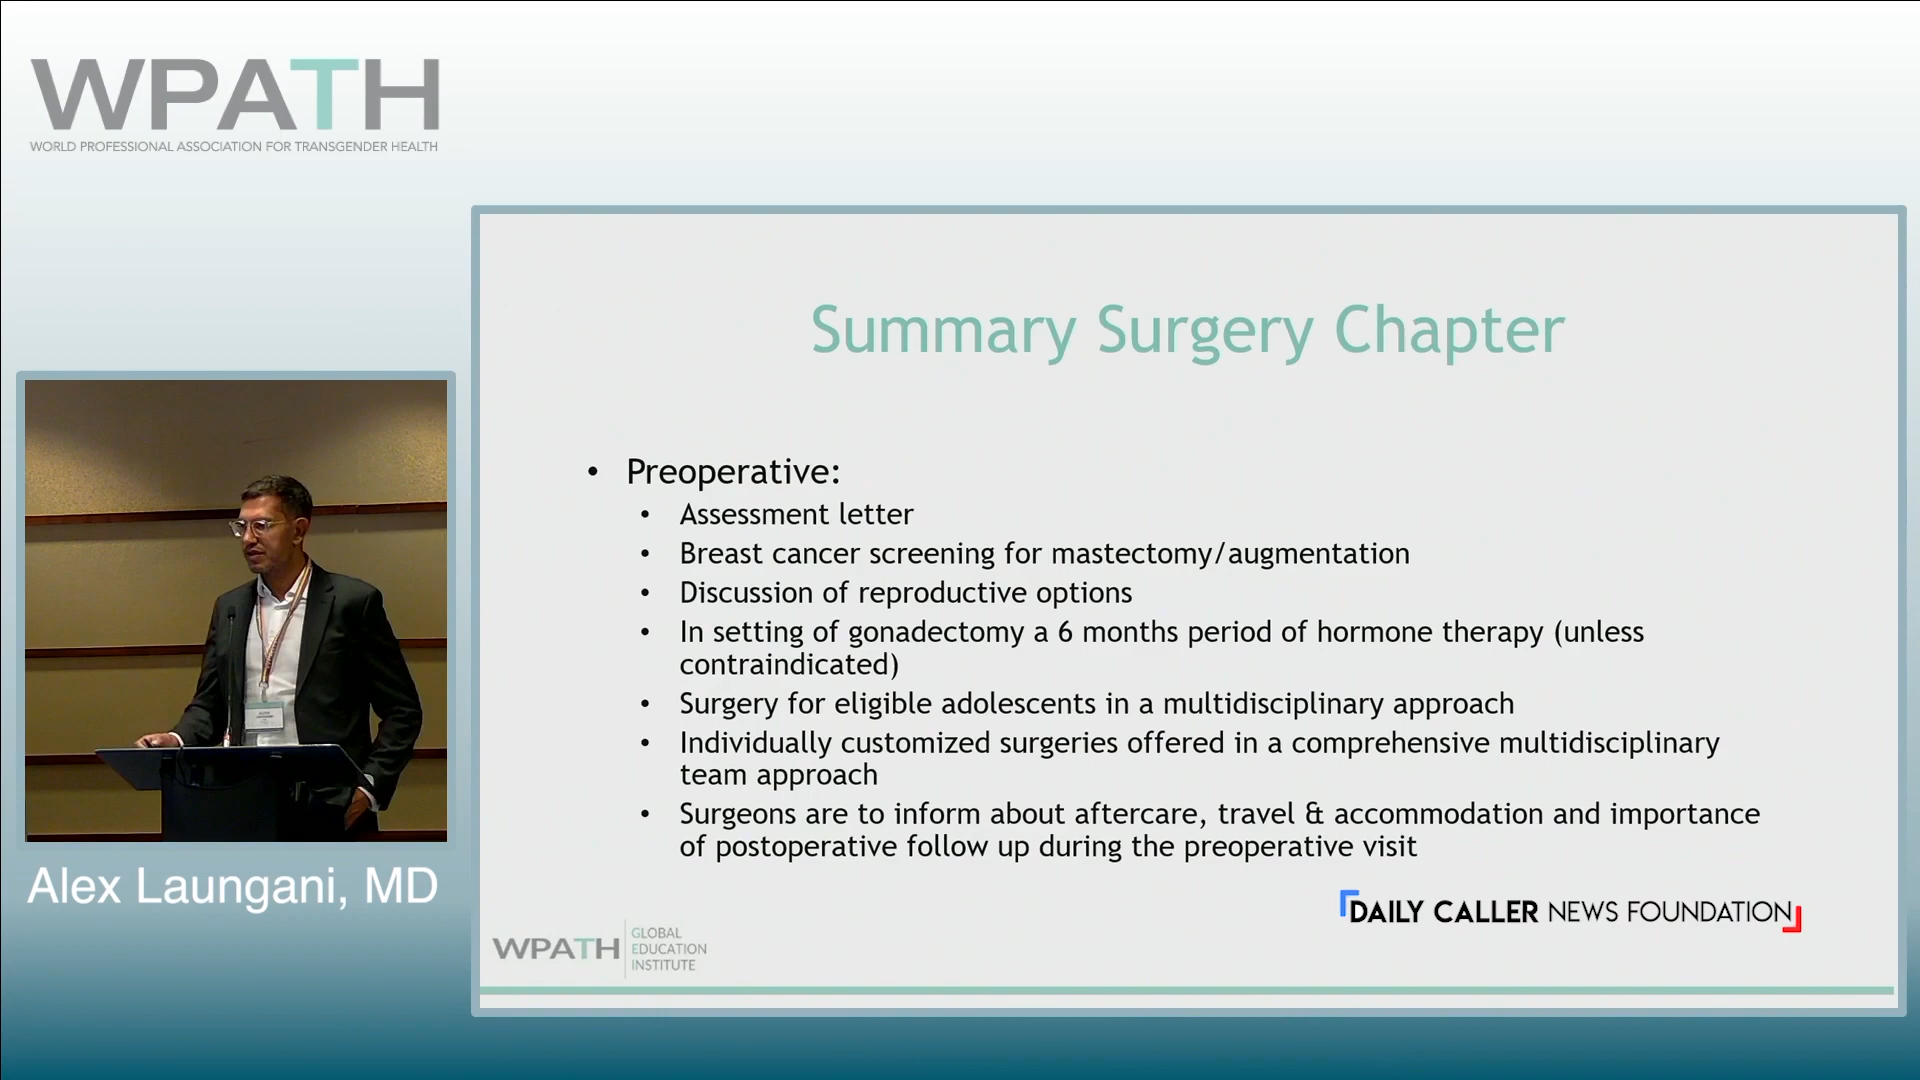 WPATH
WORLD PROFESSIONAL ASSOCIATION FOR TRANSGENDER HEALTH
Summary Surgery Chapter
• Preoperative:
• Assessment letter
• Breast cancer screening for mastectomy/augmentation
• Discussion of reproductive options
• In setting of gonadectomy a 6 months period of hormone therapy (unless
contraindicated)
• Surgery for eligible adolescents in a multidisciplinary approach
• Individually customized surgeries offered in a comprehensive multidisciplinary
team approach
• Surgeons are to inform about aftercare, travel & accommodation and importance
of postoperative follow up during the preoperative visit
Alex Laungani, MD
DAILY CALLER NEWS FOUNDATION
WPATH
GLOBAL
EDUCATION
INSTITUTE